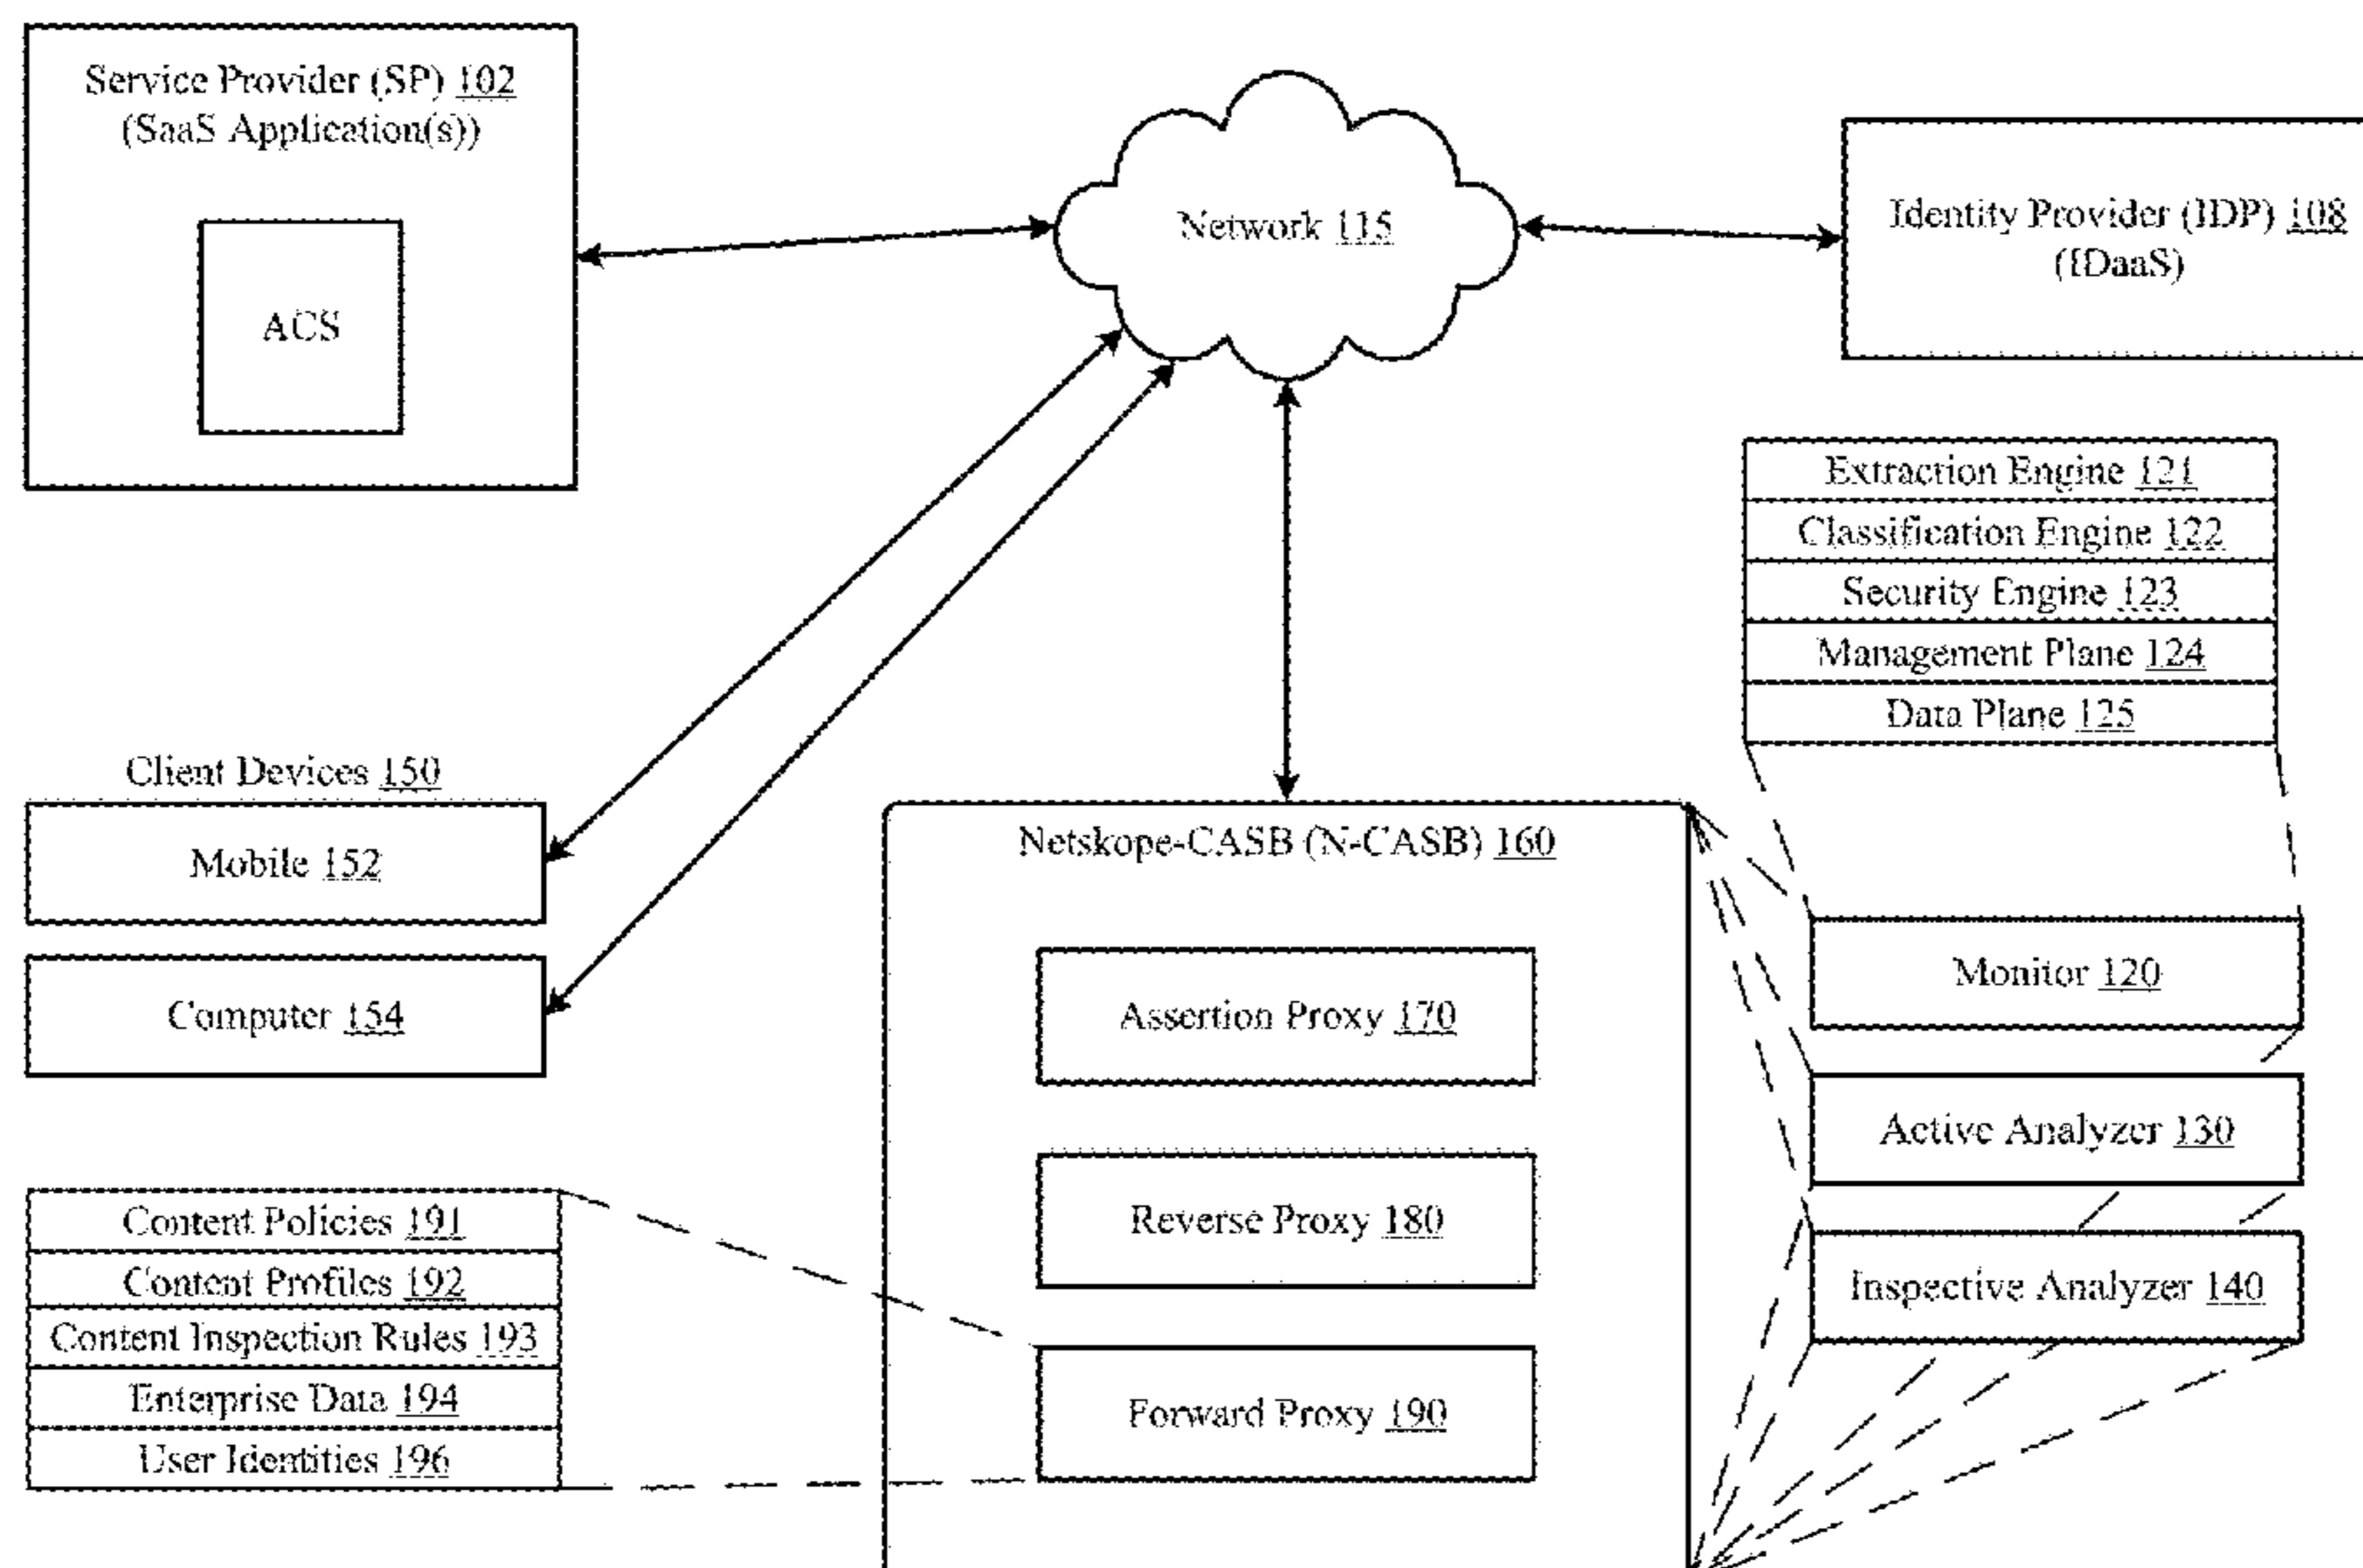 Service Provider (SP) 102
(SaaS Application(s))
ACS
Network 115
Identity Provider (IDP) 108
(IDaaS)
Extraction Engine 121
Classification Engine 122
Security Engine 123
Management Plane 124
Data Plane 125
Client Devices 150
Mobile 152
Computer 154
Netskope-CASB (N-CASB) 160
Assertion Proxy 170
Reverse Proxy 180
Forward Proxy 190
Monitor 120
Active Analyzer 130
Inspective Analyzer 140
Content Policies 191
Content Profiles 192
Content Inspection Rules 193
Enterprise Data 194
User Identities 196